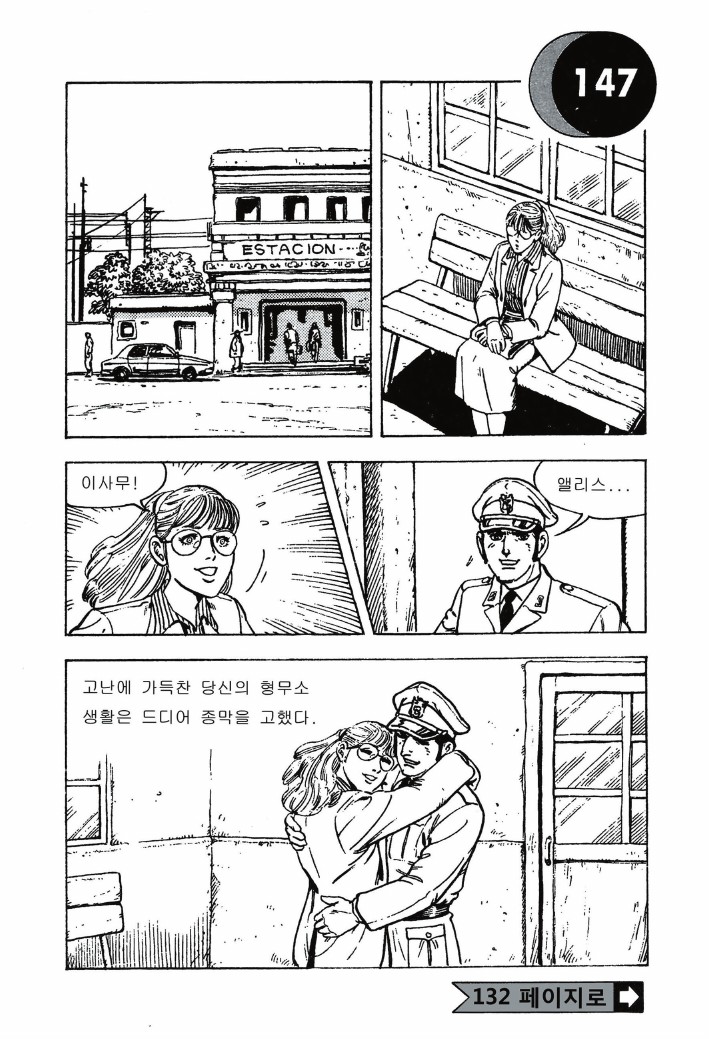 147
ESTACION
이사무!
앨리스...
고난에 가득찬 당신의 형무소
생활은 드디어 종막을 고했다.
132 페이지로